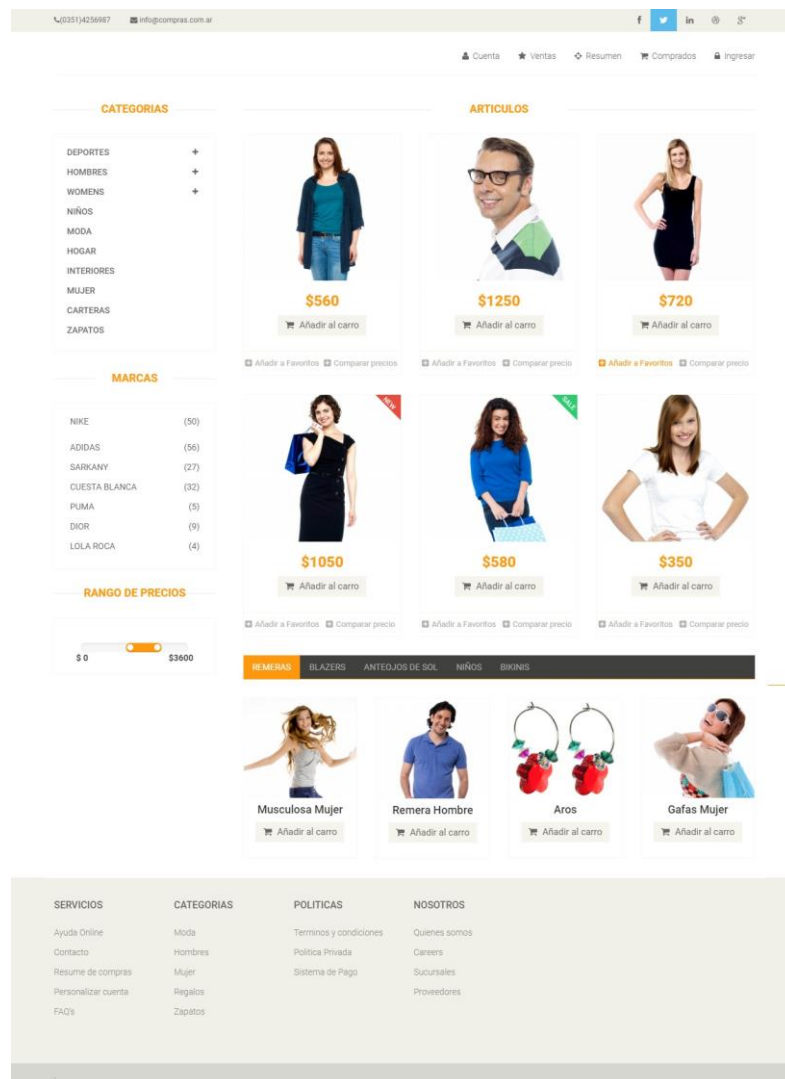 (0351)4256987 info@compras.com.ar
Cuenta Ventas Resumen Comprados Ingresar
CATEGORIAS
DEPORTES +
HOMBRES +
WOMENS +
NIÑOS
MODA
HOGAR
INTERIORES
MUJER
CARTERAS
ZAPATOS
MARCAS
NIKE (50)
ADIDAS (56)
SARKANY (27)
CUESTA BLANCA (32)
PUMA (5)
DIOR (9)
LOLA ROCA (4)
RANGO DE PRECIOS
$ 0 $3600
ARTICULOS
$560 $1250 $720
Añadir al carro Añadir al carro Añadir al carro
Añadir a Favoritos Comparar precios Añadir a Favoritos Comparar precio Añadir a Favoritos Comparar precio
NEW SALE
$1050 $580 $350
Añadir al carro Añadir al carro Añadir al carro
Añadir a Favoritos Comparar precio Añadir a Favoritos Comparar precio Añadir a Favoritos Comparar precio
REMERAS BLAZERS ANTEOJOS DE SOL NIÑOS BIKINIS
Musculosa Mujer Remera Hombre Aros Gafas Mujer
Añadir al carro Añadir al carro Añadir al carro Añadir al carro
SERVICIOS CATEGORIAS POLITICAS NOSOTROS
Ayuda Online Moda Terminos y condiciones Quienes somos
Contacto Hombres Politica Privada Careers
Resume de compras Mujer Sistema de Pago Sucursales
Personalizar cuenta Regalos Proveedores
FAQ's Zapatos